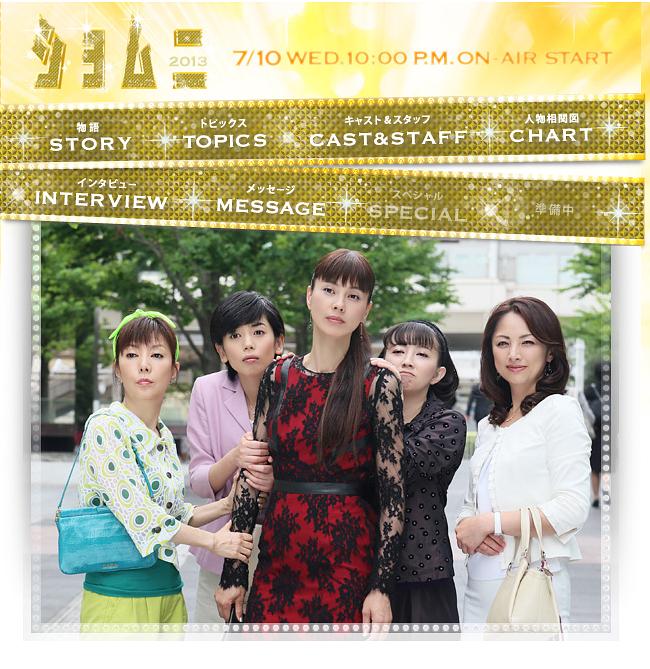 ショムニ
2013
7/10 WED.10:00 P.M. ON-AIR START
物語
STORY
トピックス
TOPICS
キャスト&スタッフ
CAST&STAFF
人物相関図
CHART
インタビュー
INTERVIEW
メッセージ
MESSAGE
スペシャル
SPECIAL
準備中